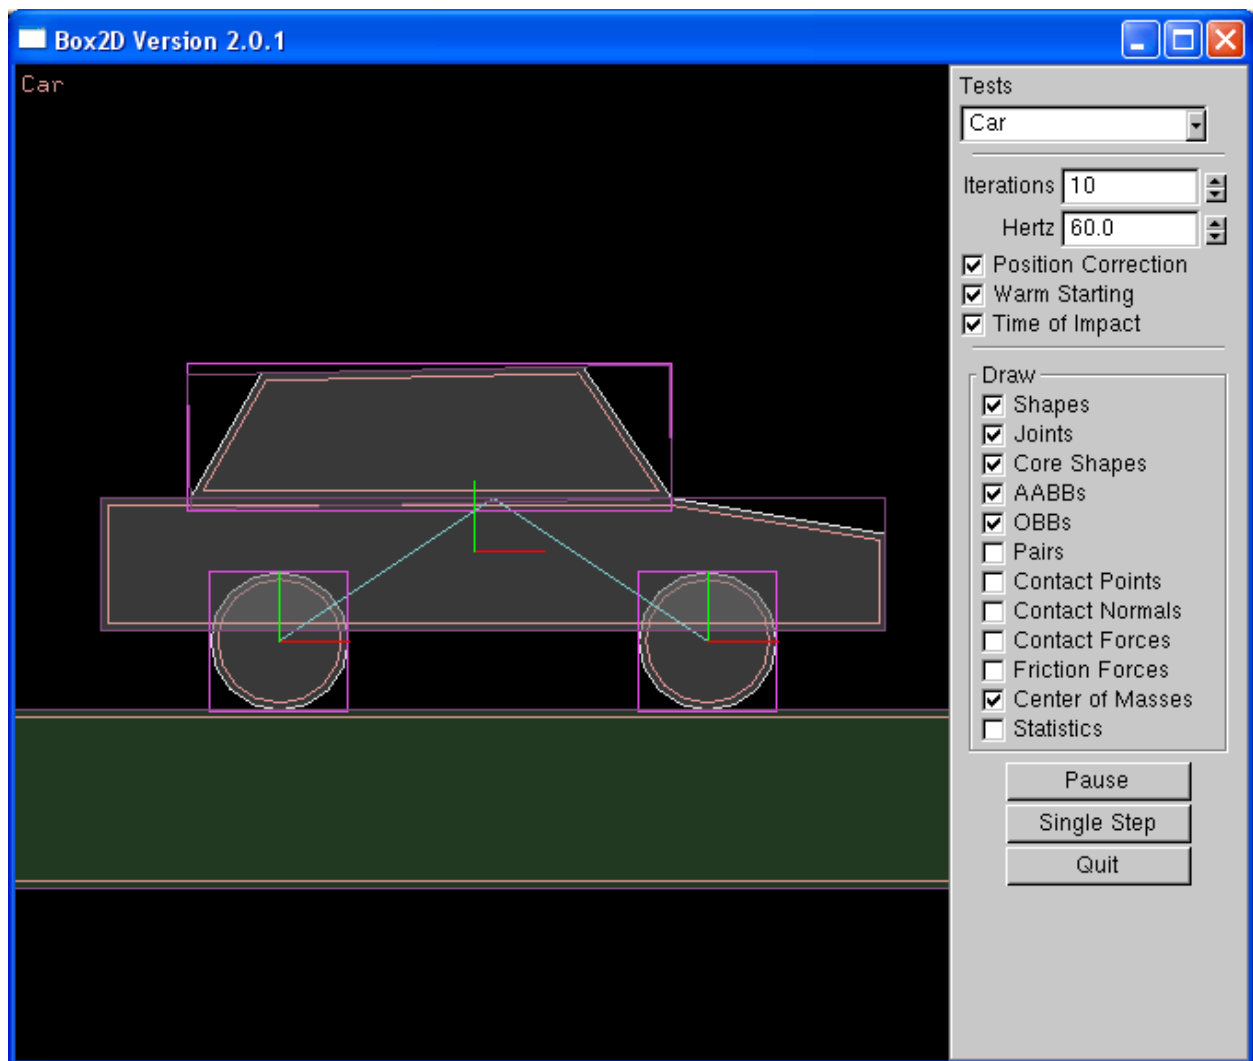 Box2D Version 2.0.1
Car
Tests
Car
Iterations 10
Hertz 60.0
Position Correction
Warm Starting
Time of Impact
Draw
Shapes
Joints
Core Shapes
AABBs
OBBs
Pairs
Contact Points
Contact Normals
Contact Forces
Friction Forces
Center of Masses
Statistics
Pause
Single Step
Quit